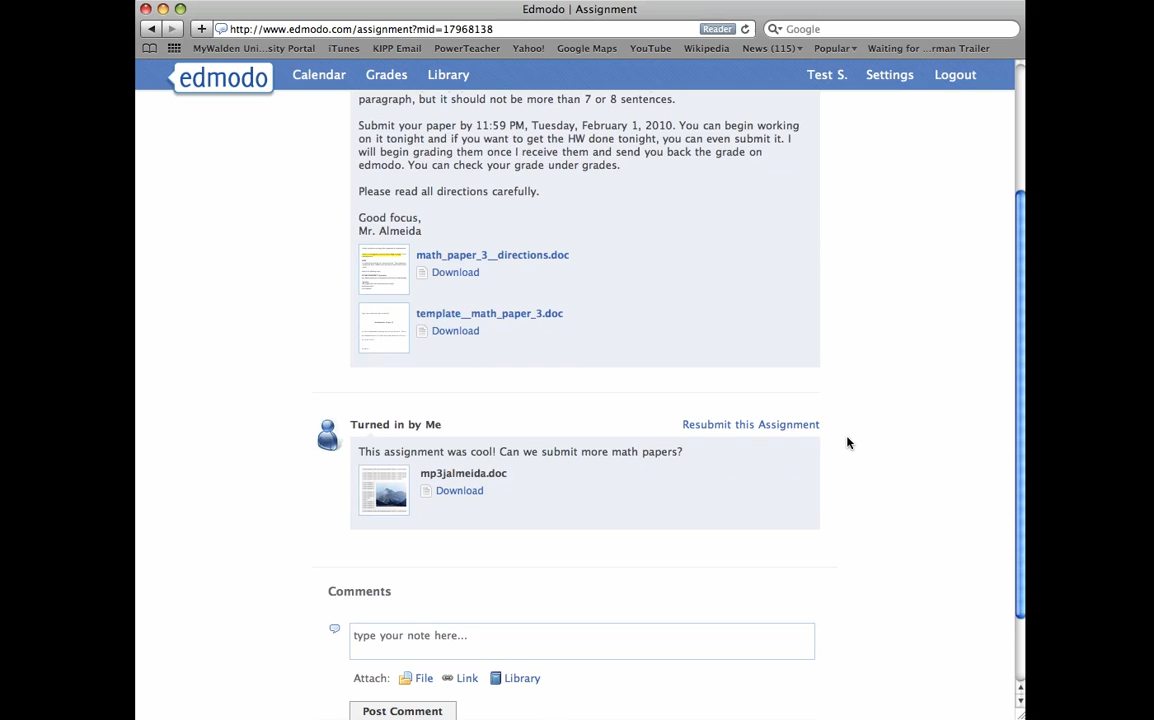 Edmodo | Assignment
http://www.edmodo.com/assignment?mid=17968138
Reader
Google
MyWalden Uni...sity Portal iTunes KIPP Email PowerTeacher Yahoo! Google Maps YouTube Wikipedia News (115) Popular Waiting for ...rman Trailer
edmodo Calendar Grades Library Test S. Settings Logout
paragraph, but it should not be more than 7 or 8 sentences.
Submit your paper by 11:59 PM, Tuesday, February 1, 2010. You can begin working
on it tonight and if you want to get the HW done tonight, you can even submit it. I
will begin grading them once I receive them and send you back the grade on
edmodo. You can check your grade under grades.
Please read all directions carefully.
Good focus,
Mr. Almeida
math_paper_3__directions.doc
Download
template__math_paper_3.doc
Download
Turned in by Me Resubmit this Assignment
This assignment was cool! Can we submit more math papers?
mp3jalmeida.doc
Download
Comments
type your note here...
Attach: File Link Library
Post Comment